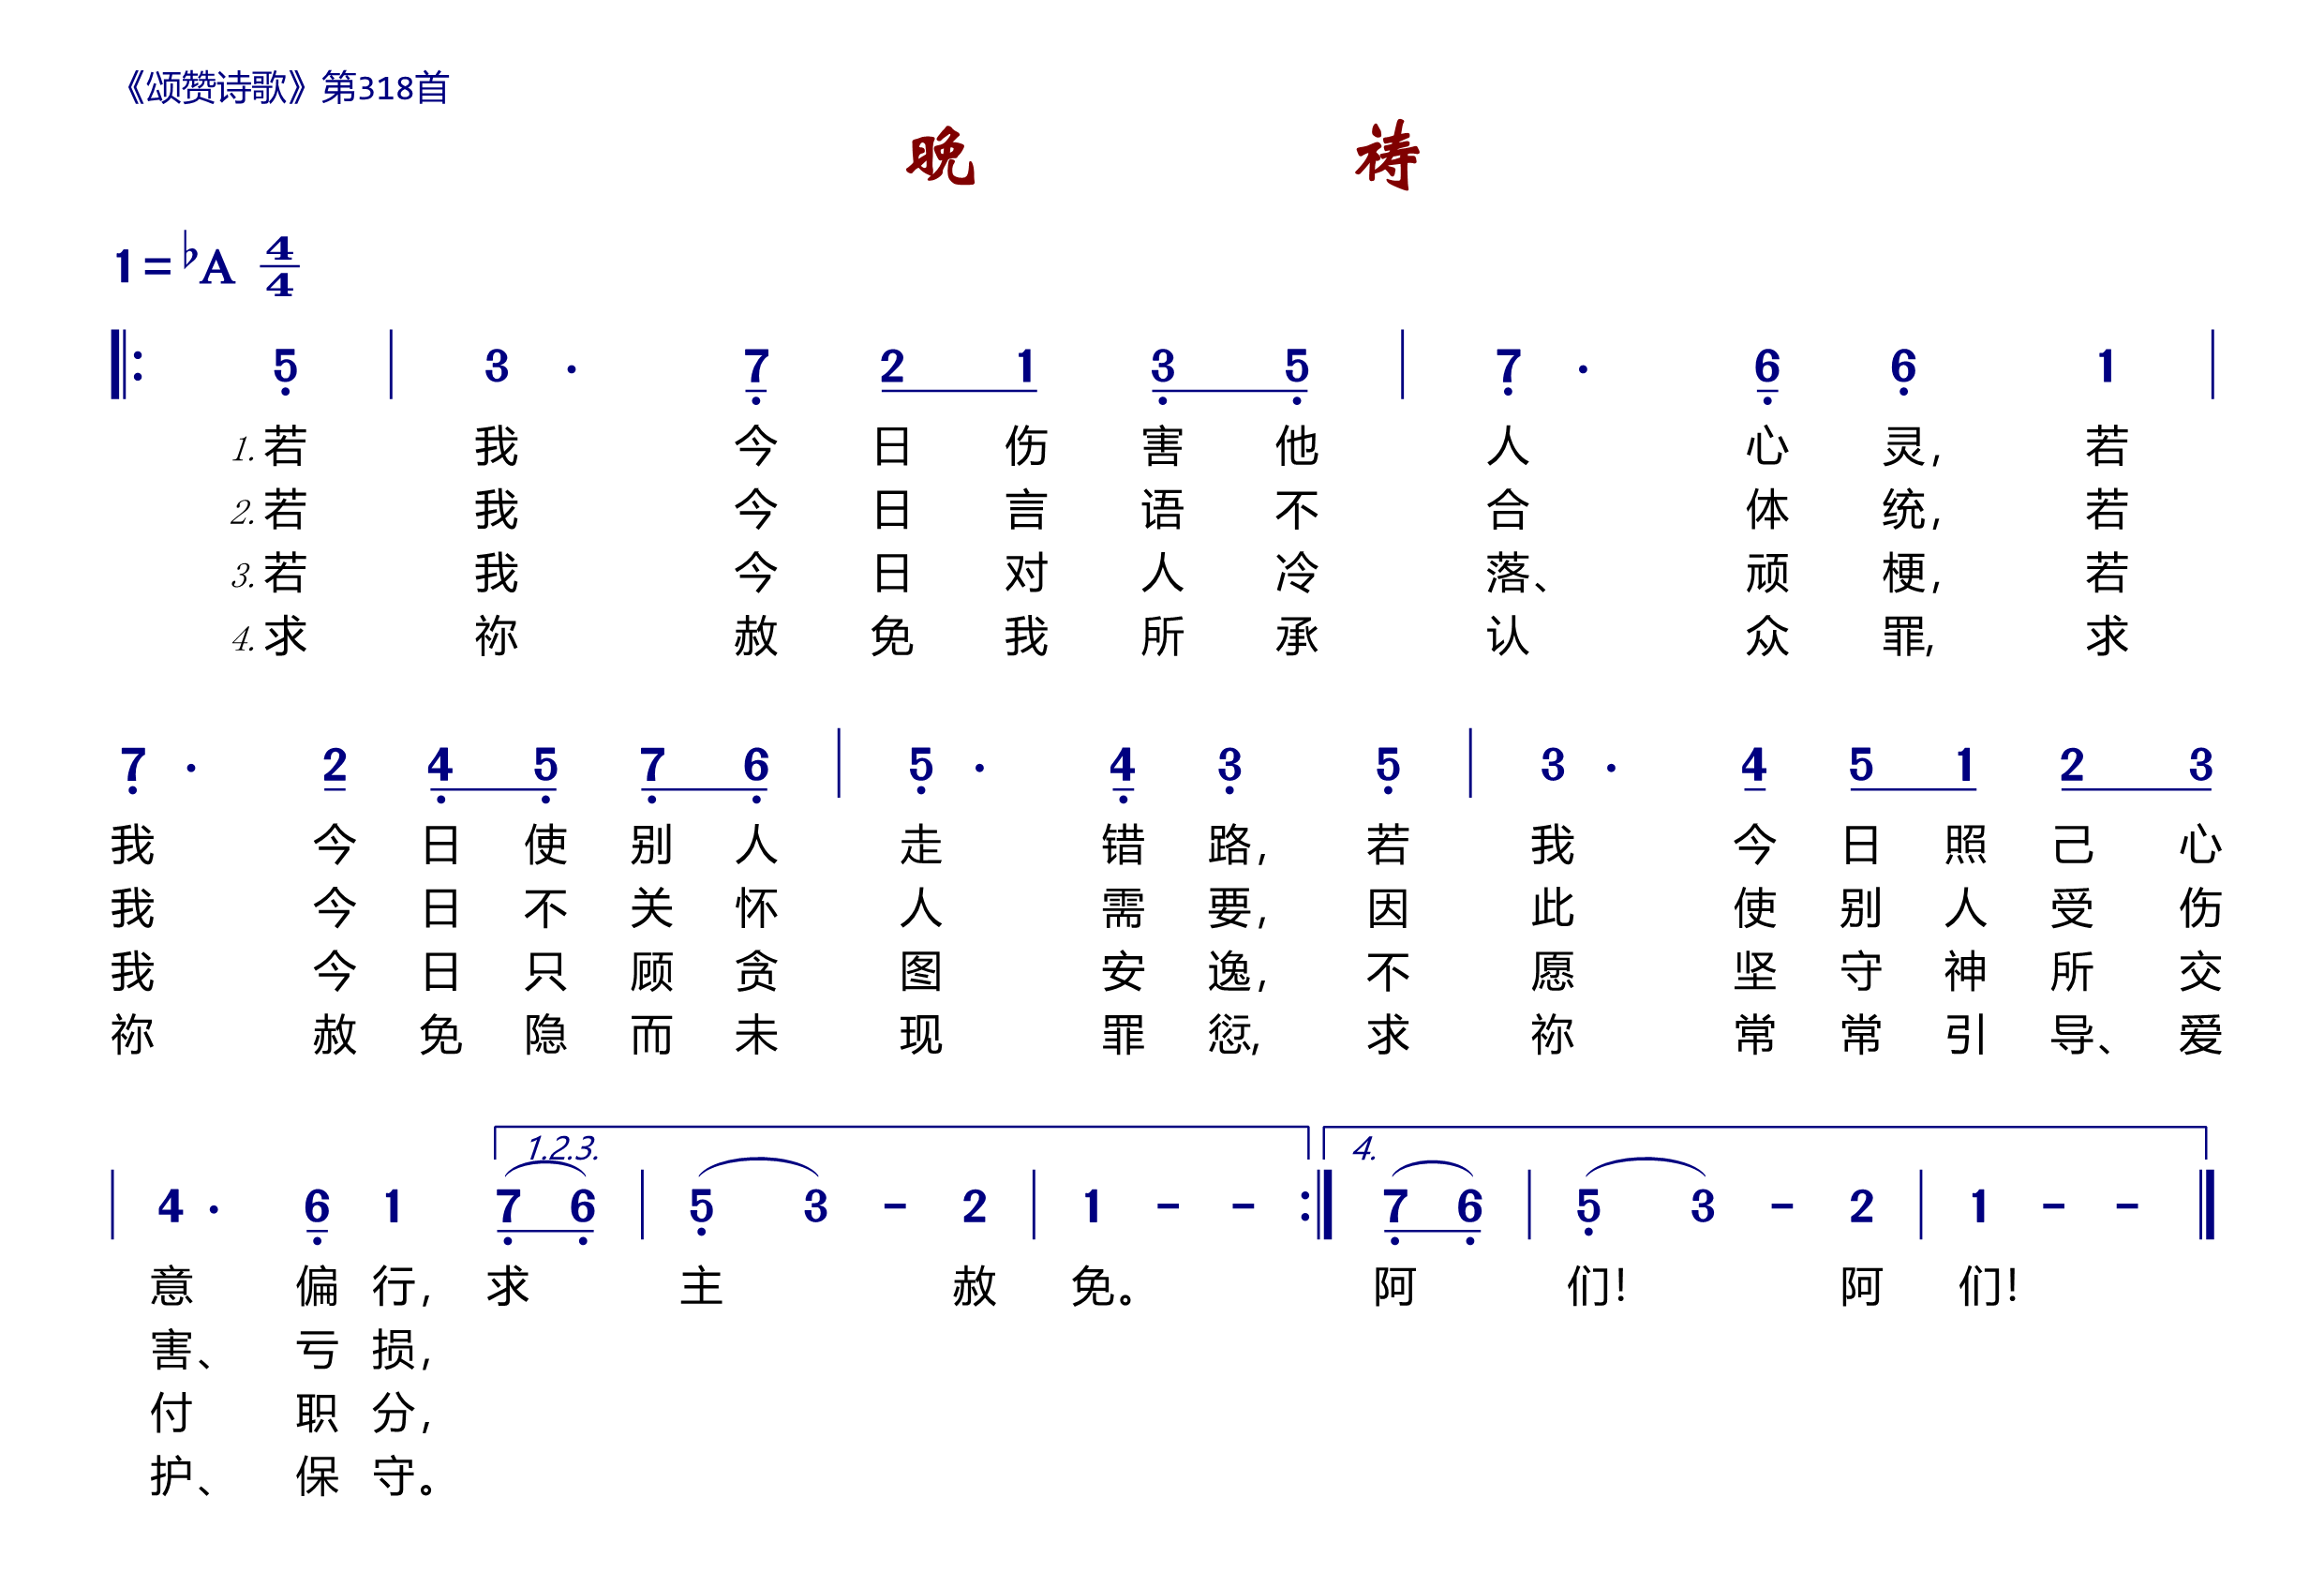 《颂赞诗歌》第318首
晚 祷
1=♭A 4/4
5 3 · 7 2 1 3 5 7 · 6 6 1
1.若 我 今 日 伤 害 他 人 心 灵, 若
2.若 我 今 日 言 语 不 合 体 统, 若
3.若 我 今 日 对 人 冷 落、 顽 梗, 若
4.求 祢 赦 免 我 所 承 认 众 罪, 求
7 · 2 4 5 7 6 5 · 4 3 5 3 · 4 5 1 2 3
我 今 日 使 别 人 走 错 路, 若 我 今 日 照 己 心
我 今 日 不 关 怀 人 需 要, 因 此 使 别 人 受 伤
我 今 日 只 顾 贪 图 安 逸, 不 愿 坚 守 神 所 交
祢 赦 免 隐 而 未 现 罪 愆, 求 祢 常 常 引 导、 爱
1.2.3. 4.
4 · 6 1 7 6 5 3 - 2 1 - - 7 6 5 3 - 2 1 - -
意 偏 行, 求 主 赦 免。 阿 们! 阿 们!
害、 亏 损,
付 职 分,
护、 保 守。